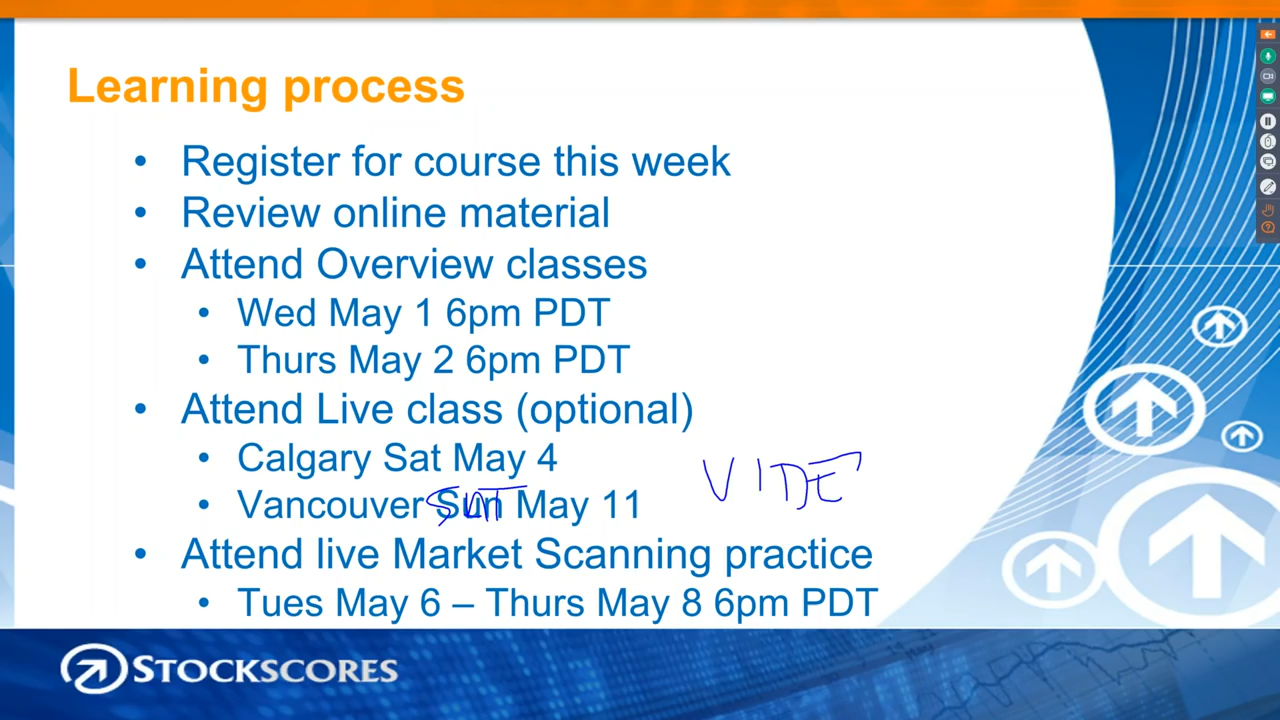 Learning process
• Register for course this week
• Review online material
• Attend Overview classes
• Wed May 1 6pm PDT
• Thurs May 2 6pm PDT
• Attend Live class (optional)
• Calgary Sat May 4
• Vancouver Sun May 11
VIDE
• Attend live Market Scanning practice
• Tues May 6 – Thurs May 8 6pm PDT
STOCKSCORES